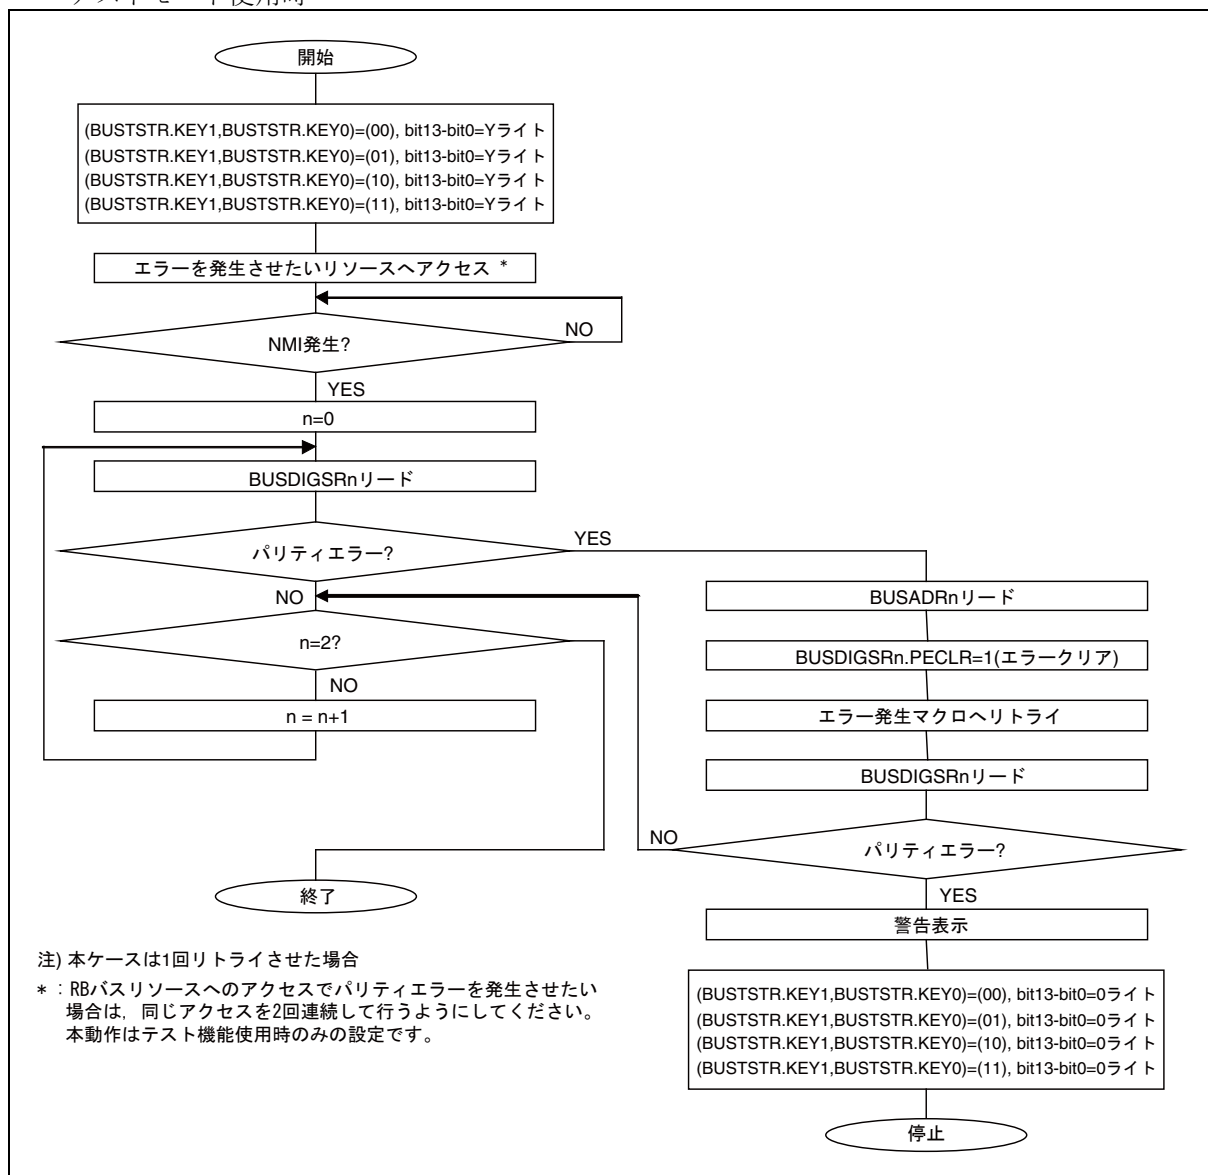 開始
(BUSTSTR.KEY1,BUSTSTR.KEY0)=(00), bit13-bit0=Yライト
(BUSTSTR.KEY1,BUSTSTR.KEY0)=(01), bit13-bit0=Yライト
(BUSTSTR.KEY1,BUSTSTR.KEY0)=(10), bit13-bit0=Yライト
(BUSTSTR.KEY1,BUSTSTR.KEY0)=(11), bit13-bit0=Yライト
エラーを発生させたいリソースへアクセス *
NMI発生?
NO
YES
n=0
BUSDIGSRnリード
パリティエラー?
YES
NO
n=2?
NO
n = n+1
終了
BUSADRnリード
BUSDIGSRn.PECLR=1(エラークリア)
エラー発生マクロへリトライ
BUSDIGSRnリード
パリティエラー?
NO
YES
警告表示
(BUSTSTR.KEY1,BUSTSTR.KEY0)=(00), bit13-bit0=0ライト
(BUSTSTR.KEY1,BUSTSTR.KEY0)=(01), bit13-bit0=0ライト
(BUSTSTR.KEY1,BUSTSTR.KEY0)=(10), bit13-bit0=0ライト
(BUSTSTR.KEY1,BUSTSTR.KEY0)=(11), bit13-bit0=0ライト
停止
注) 本ケースは1回リトライさせた場合
* : RBバスリソースへのアクセスでパリティエラーを発生させたい
場合は, 同じアクセスを2回連続して行うようにしてください。
本動作はテスト機能使用時のみの設定です。